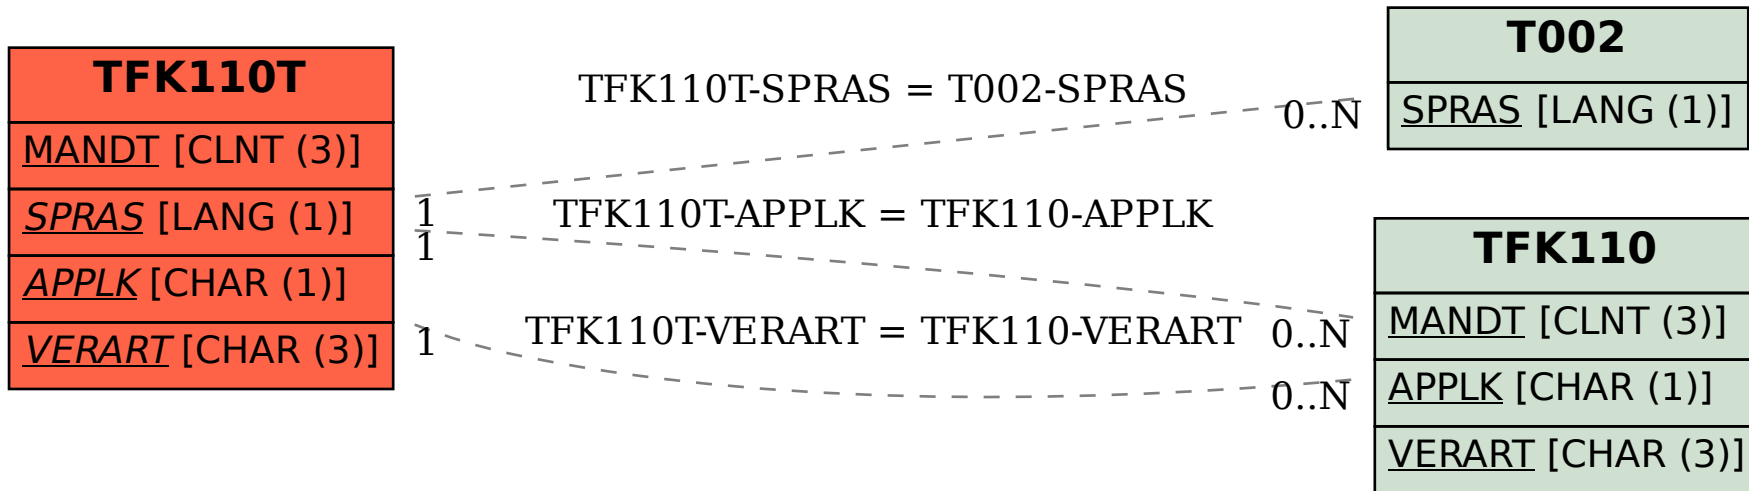 TFK110T
MANDT [CLNT (3)]
SPRAS [LANG (1)]
APPLK [CHAR (1)]
VERART [CHAR (3)]
TFK110T-SPRAS = T002-SPRAS
1
0..N
TFK110T-APPLK = TFK110-APPLK
1
0..N
TFK110T-VERART = TFK110-VERART
1
0..N
T002
SPRAS [LANG (1)]
TFK110
MANDT [CLNT (3)]
APPLK [CHAR (1)]
VERART [CHAR (3)]